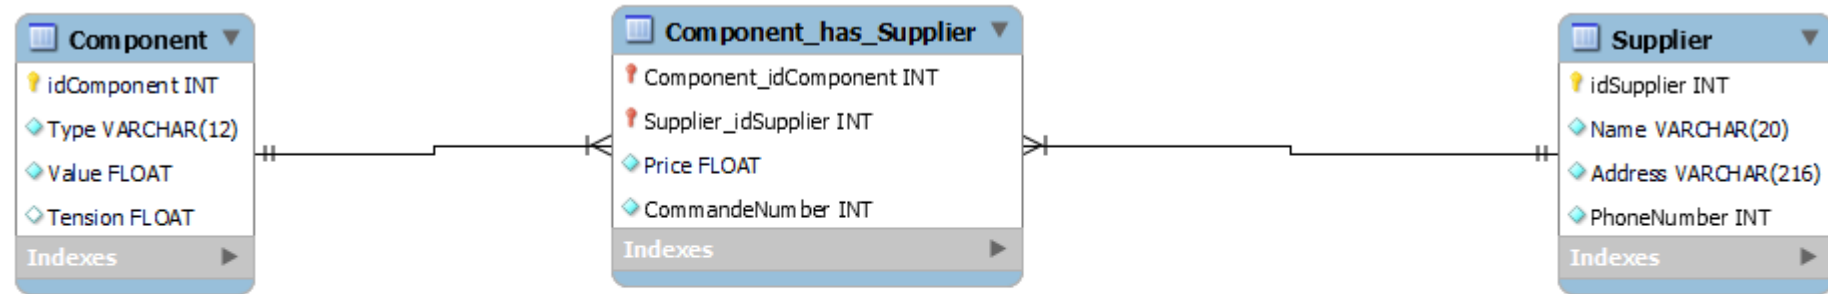 Component
idComponent INT
Type VARCHAR(12)
Value FLOAT
Tension FLOAT
Indexes
Component_has_Supplier
Component_idComponent INT
Supplier_idSupplier INT
Price FLOAT
CommandeNumber INT
Indexes
Supplier
idSupplier INT
Name VARCHAR(20)
Address VARCHAR(216)
PhoneNumber INT
Indexes